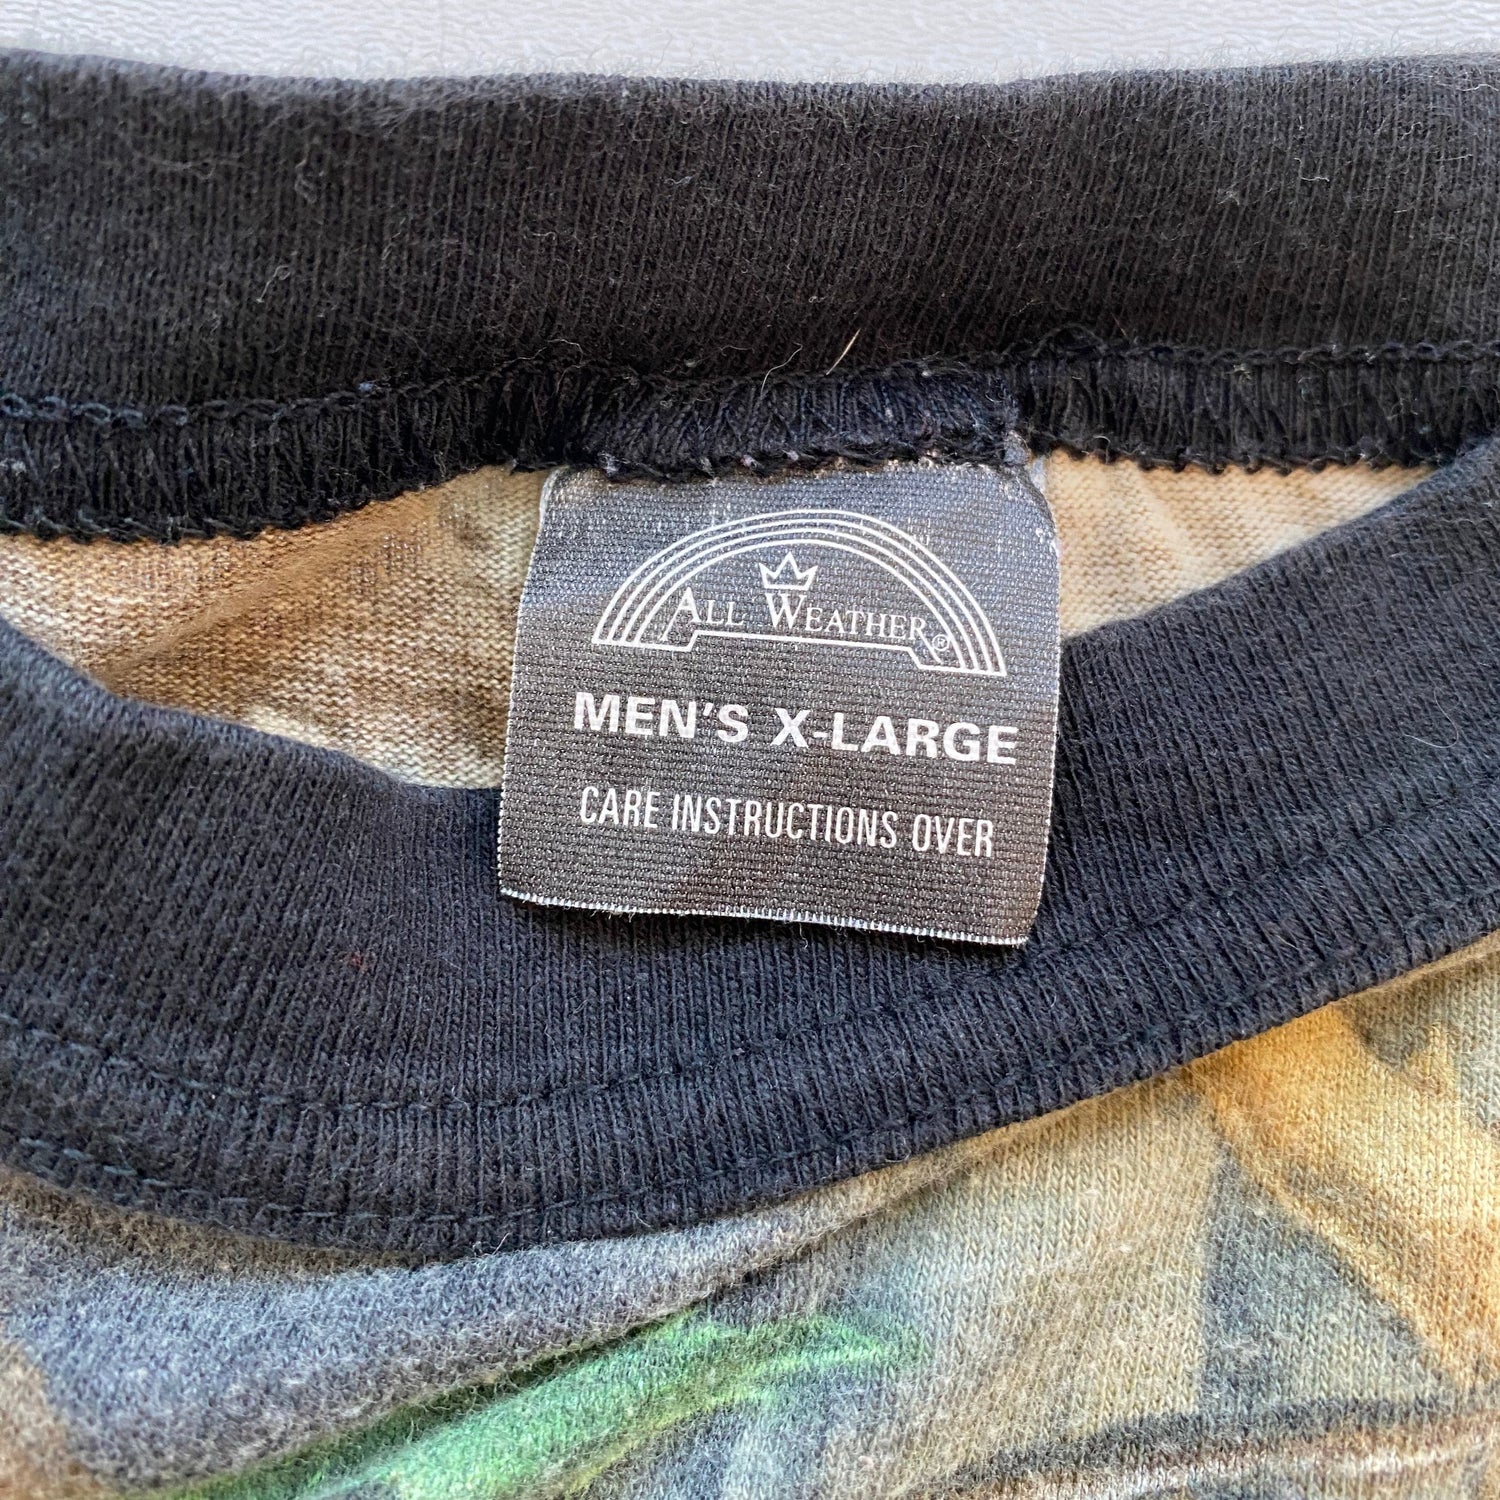 ALL WEATHER®
MEN'S X-LARGE
CARE INSTRUCTIONS OVER